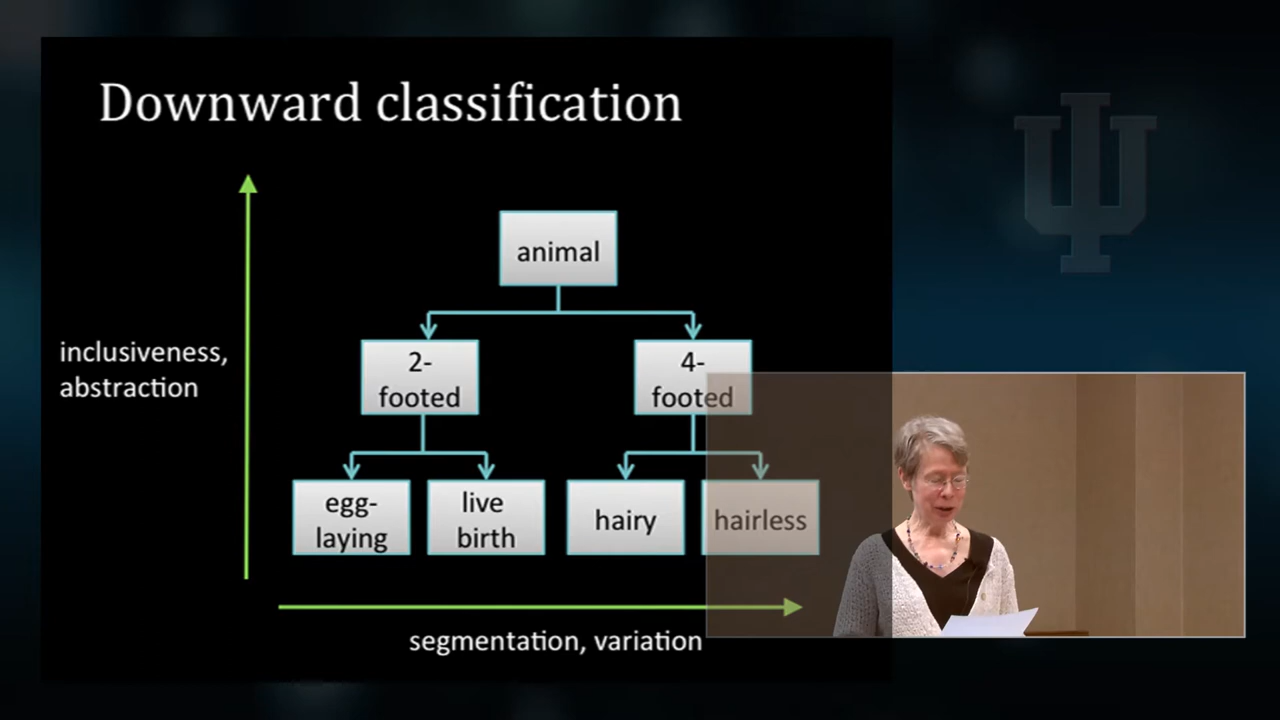 Downward classification
animal
inclusiveness,
abstraction
2-
footed
4-
footed
egg-
laying
live
birth
hairy
hairless
segmentation, variation